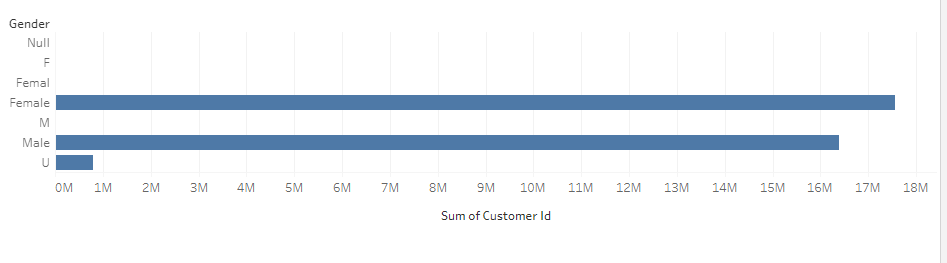 Gender
Null
F
Femal
Female
M
Male
U
0M 1M 2M 3M 4M 5M 6M 7M 8M 9M 10M 11M 12M 13M 14M 15M 16M 17M 18M
Sum of Customer Id